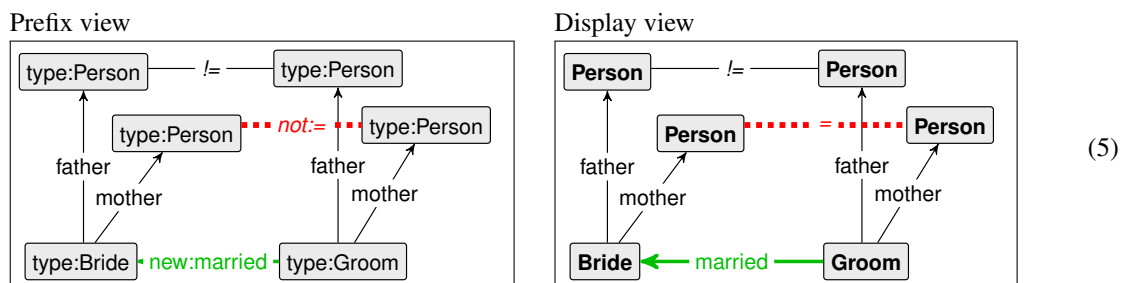 Prefix view
type:Person
!=
type:Person
type:Person
not:=
type:Person
father
father
mother
mother
type:Bride
new:married
type:Groom
Display view
Person
!=
Person
Person
=
Person
father
father
mother
mother
Bride
married
Groom
(5)